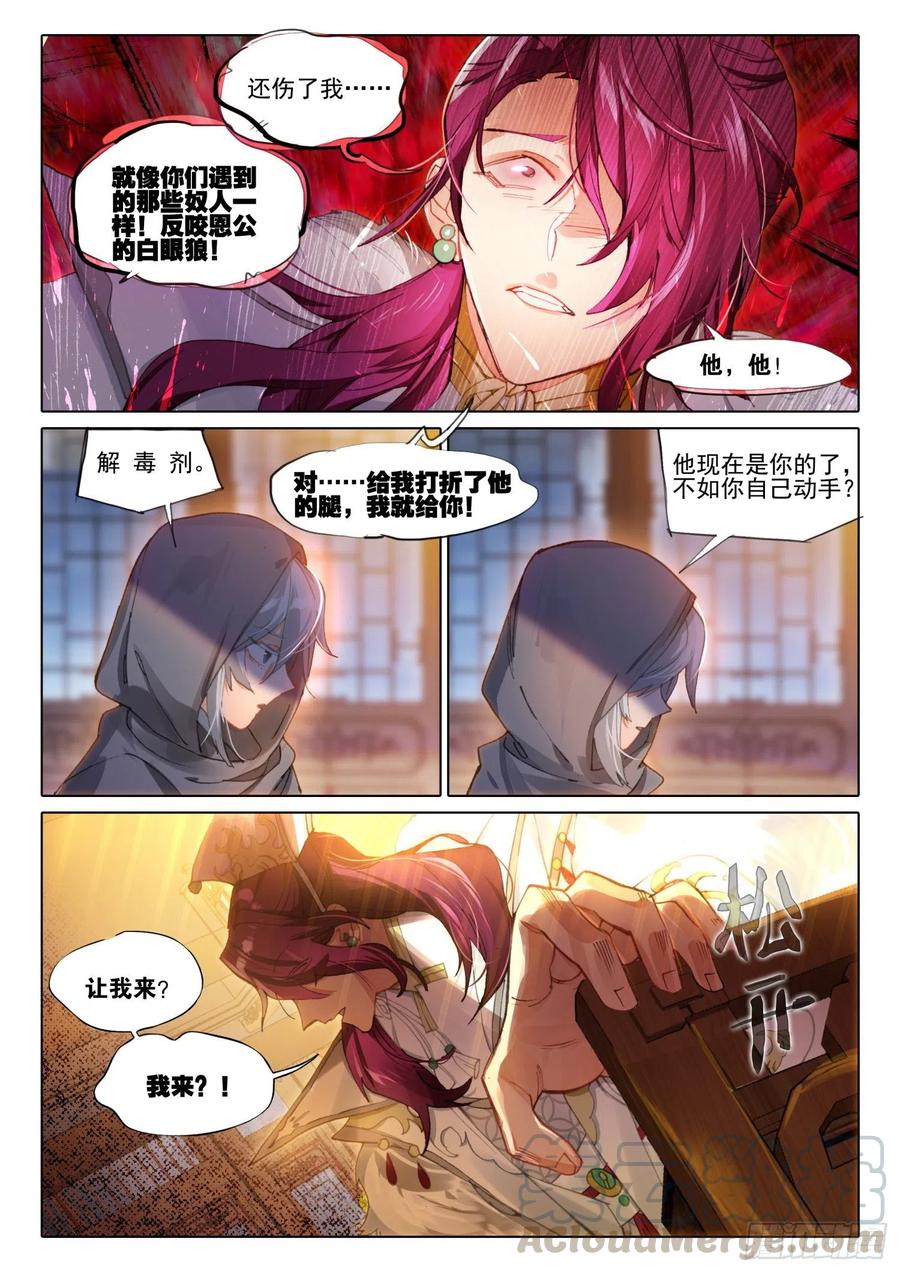 还伤了我……
就像你们遇到
的那些奴人一
样！反咬恩公
的白眼狼！
他，他！
解毒剂。
对……给我打折了他
的腿，我就给你！
他现在是你的了，
不如你自己动手？
让我来？
我来？！
松
开
AcloudMerge.com